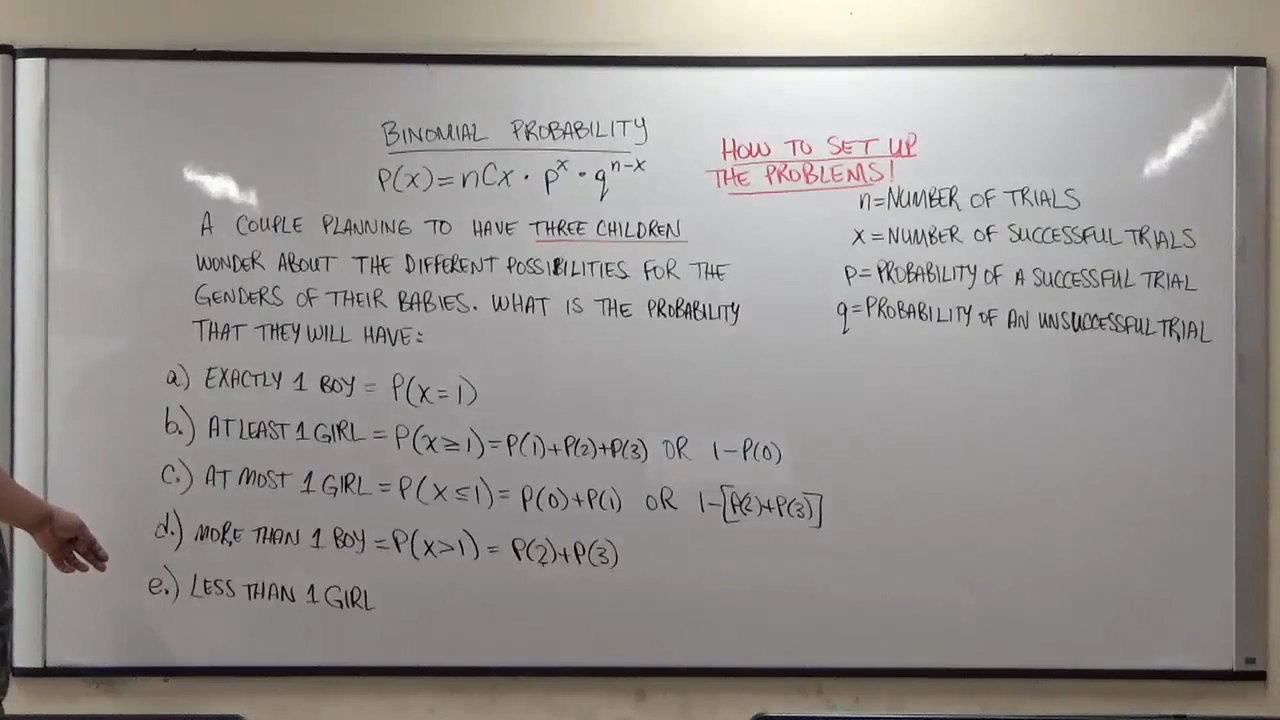 BINOMIAL PROBABILITY
P(x) = nCx · p^x · q^(n-x)
HOW TO SET UP
THE PROBLEMS!
n = NUMBER OF TRIALS
x = NUMBER OF SUCCESSFUL TRIALS
p = PROBABILITY OF A SUCCESSFUL TRIAL
q = PROBABILITY OF AN UNSUCCESSFUL TRIAL
A COUPLE PLANNING TO HAVE THREE CHILDREN
WONDER ABOUT THE DIFFERENT POSSIBILITIES FOR THE
GENDERS OF THEIR BABIES. WHAT IS THE PROBABILITY
THAT THEY WILL HAVE:
a) EXACTLY 1 BOY = P(x = 1)
b.) AT LEAST 1 GIRL = P(x ≥ 1) = P(1)+P(2)+P(3) OR 1-P(0)
c.) AT MOST 1 GIRL = P(x ≤ 1) = P(0)+P(1) OR 1-[P(2)+P(3)]
d.) MORE THAN 1 BOY = P(x > 1) = P(2)+P(3)
e.) LESS THAN 1 GIRL